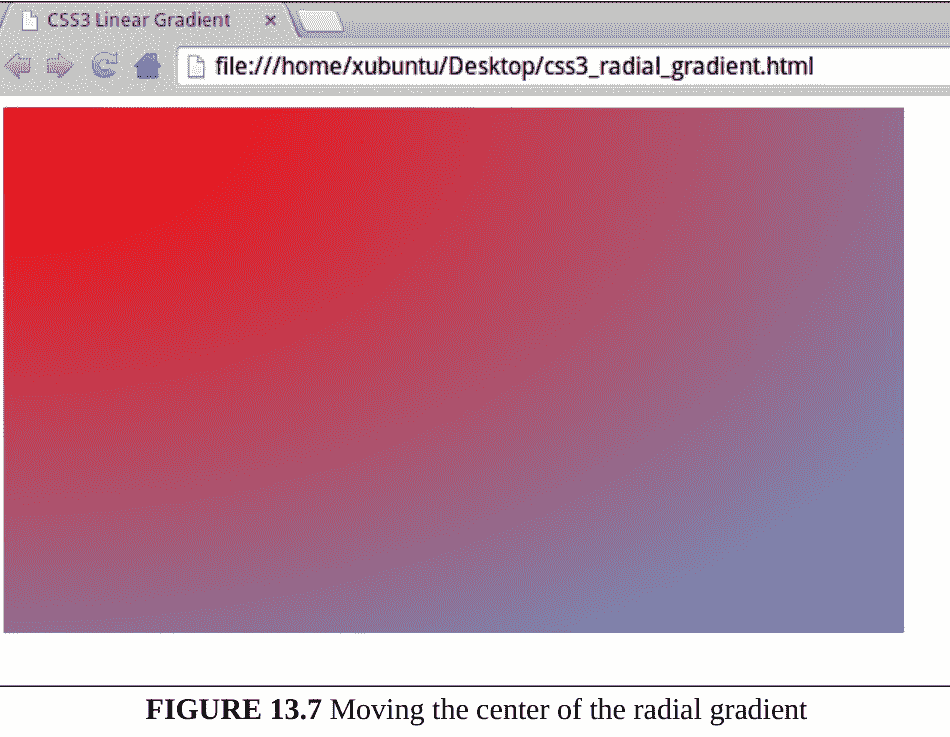 CSS3 Linear Gradient
file:///home/xubuntu/Desktop/css3_radial_gradient.html
FIGURE 13.7 Moving the center of the radial gradient